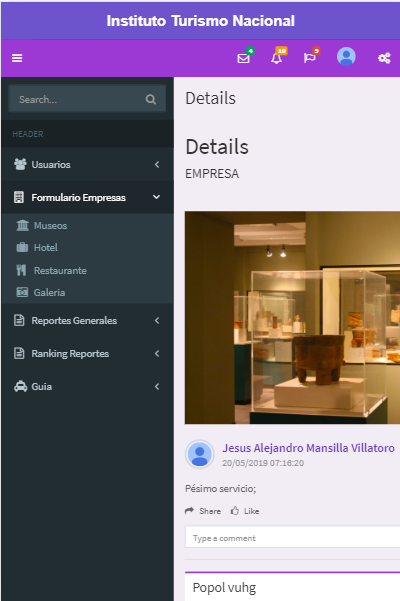 Instituto Turismo Nacional
4
10
9
Search...
HEADER
Usuarios
Formulario Empresas
Museos
Hotel
Restaurante
Galeria
Reportes Generales
Ranking Reportes
Guia
Details
Details
EMPRESA
Jesus Alejandro Mansilla Villatoro
20/05/2019 07:16:20
Pésimo servicio;
Share Like
Type a comment
Popol vuhg